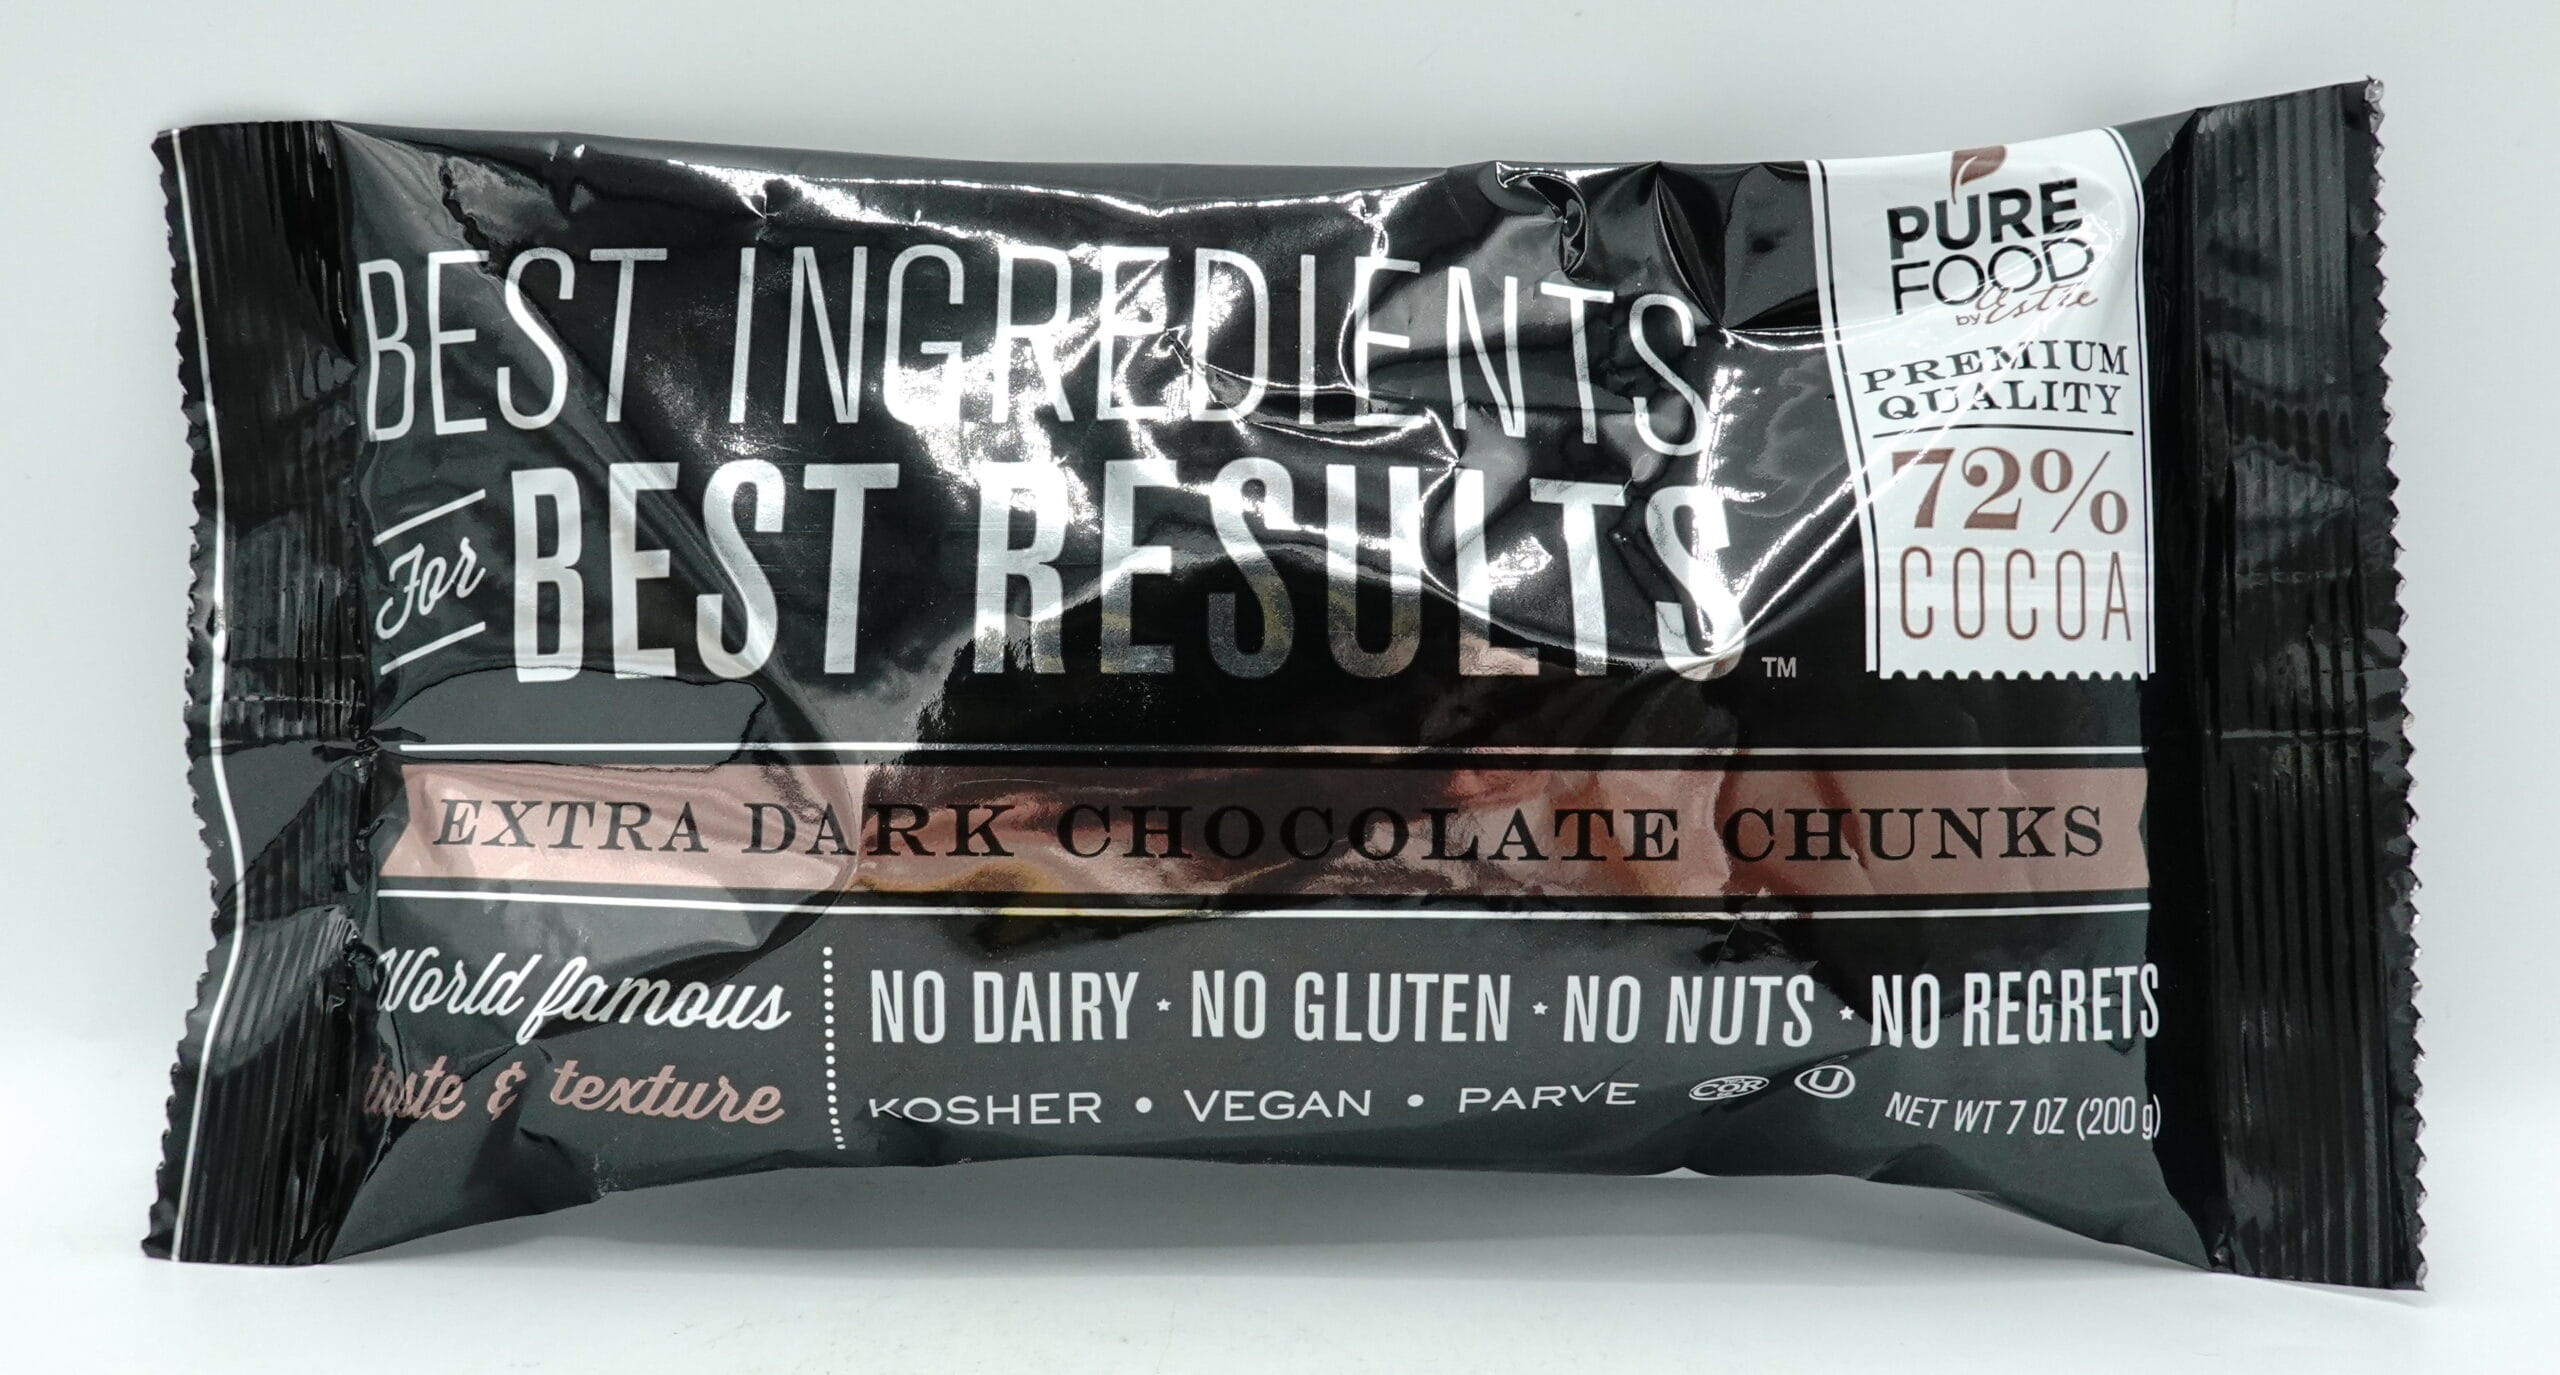 BEST INGREDIENTS
For BEST RESULTS™
EXTRA DARK CHOCOLATE CHUNKS
World famous
taste & texture
NO DAIRY ★ NO GLUTEN ★ NO NUTS ★ NO REGRETS
KOSHER • VEGAN • PARVE COR U
NET WT 7 OZ (200 g)
PURE
FOOD
by Estee
PREMIUM
QUALITY
72%
COCOA